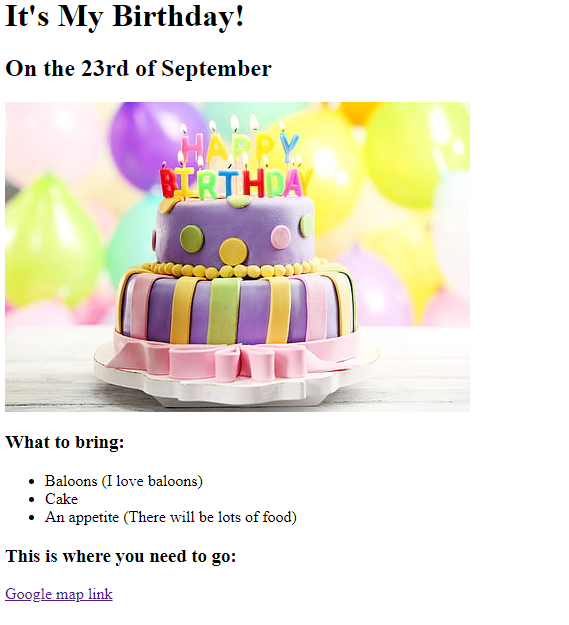 It's My Birthday!
On the 23rd of September
HAPPY
BIRTHDAY
What to bring:
Baloons (I love baloons)
Cake
An appetite (There will be lots of food)
This is where you need to go:
Google map link